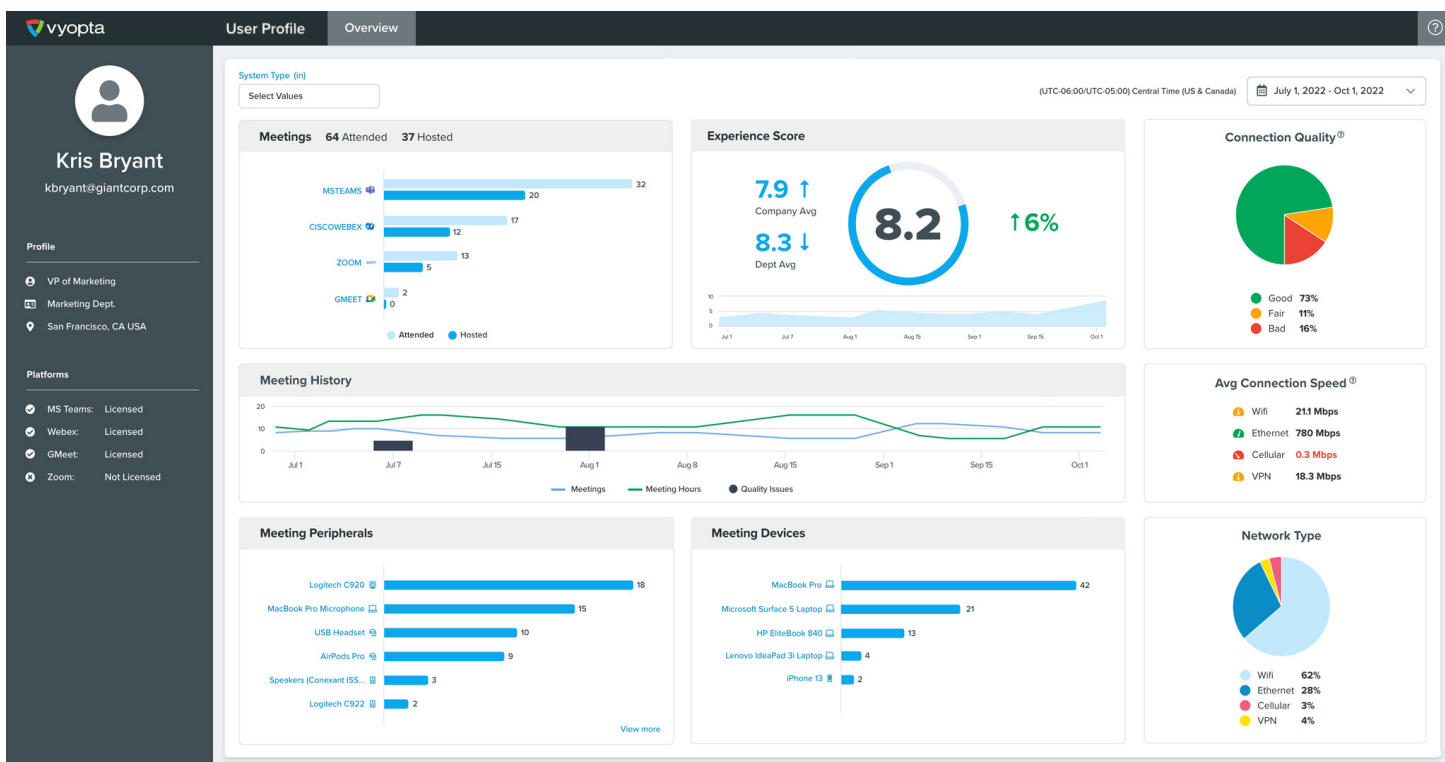 vyopta
User Profile
Overview
Kris Bryant
kbryant@giantcorp.com
Profile
VP of Marketing
Marketing Dept.
San Francisco, CA USA
Platforms
MS Teams: Licensed
Webex: Licensed
GMeet: Licensed
Zoom: Not Licensed
System Type (in)
Select Values
(UTC-06:00/UTC-05:00) Central Time (US & Canada)
July 1, 2022 - Oct 1, 2022
Meetings 64 Attended 37 Hosted
MSTEAMS 32
20
CISCOWEBEX 17
12
ZOOM zoom 13
5
GMEET 2
0
Attended Hosted
Experience Score
7.9 ↑
Company Avg
8.3 ↓
Dept Avg
8.2
↑6%
10
5
0
Jul 1 Jul 7 Aug 1 Aug 15 Sep 1 Sep 15 Oct 1
Connection Quality ?
Good 73%
Fair 11%
Bad 16%
Meeting History
20
10
0
Jul 1 Jul 7 Jul 15 Aug 1 Aug 8 Aug 15 Sep 1 Sep 15 Oct 1
Meetings Meeting Hours Quality Issues
Avg Connection Speed ?
Wifi 21.1 Mbps
Ethernet 780 Mbps
Cellular 0.3 Mbps
VPN 18.3 Mbps
Meeting Peripherals
Logitech C920 18
MacBook Pro Microphone 15
USB Headset 10
AirPods Pro 9
Speakers (Conexant ISS... 3
Logitech C922 2
View more
Meeting Devices
MacBook Pro 42
Microsoft Surface 5 Laptop 21
HP EliteBook 840 13
Lenovo IdeaPad 3i Laptop 4
iPhone 13 2
Network Type
Wifi 62%
Ethernet 28%
Cellular 3%
VPN 4%